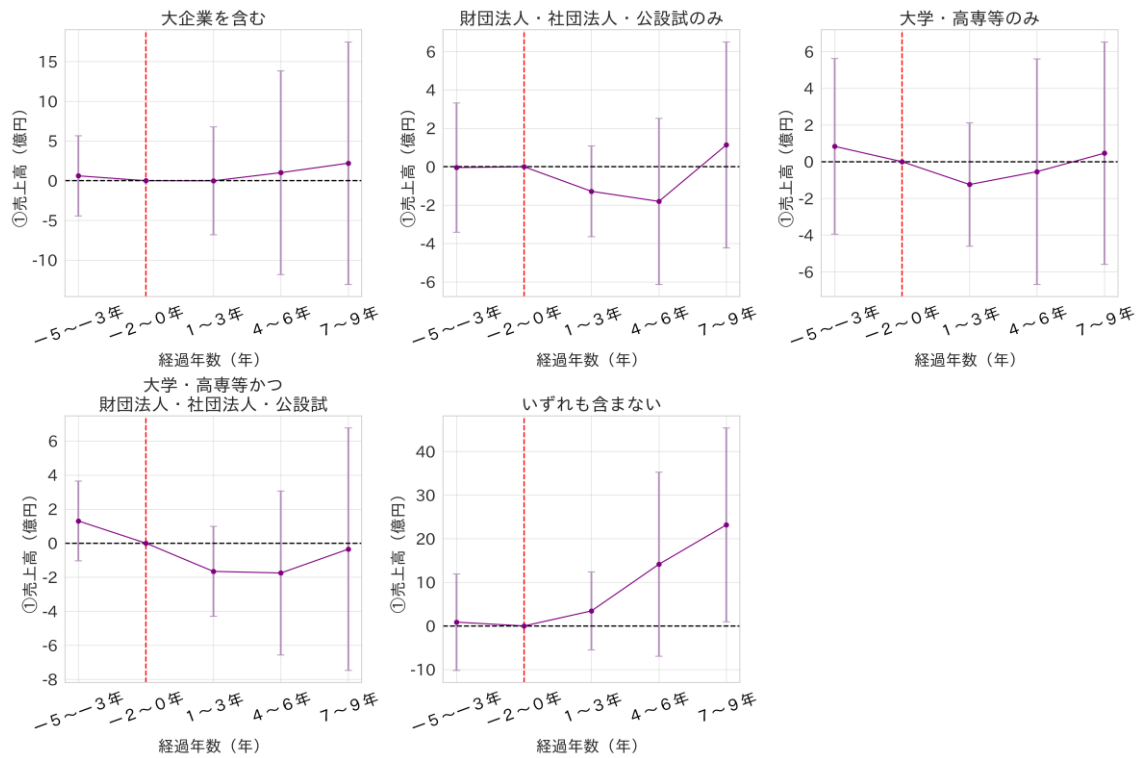 大企業を含む
①売上高（億円）
15
10
5
0
-5
-10
－5～－3年
－2～0年
1～3年
4～6年
7～9年
経過年数（年）
財団法人・社団法人・公設試のみ
①売上高（億円）
6
4
2
0
-2
-4
-6
－5～－3年
－2～0年
1～3年
4～6年
7～9年
経過年数（年）
大学・高専等のみ
①売上高（億円）
6
4
2
0
-2
-4
-6
－5～－3年
－2～0年
1～3年
4～6年
7～9年
経過年数（年）
大学・高専等かつ
財団法人・社団法人・公設試
①売上高（億円）
6
4
2
0
-2
-4
-6
-8
－5～－3年
－2～0年
1～3年
4～6年
7～9年
経過年数（年）
いずれも含まない
①売上高（億円）
40
30
20
10
0
-10
－5～－3年
－2～0年
1～3年
4～6年
7～9年
経過年数（年）